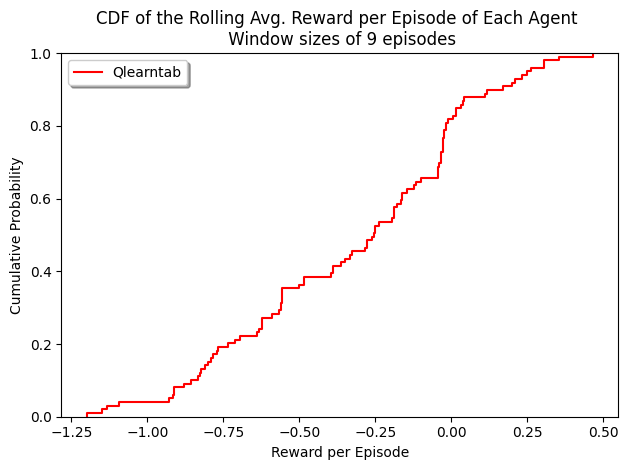 CDF of the Rolling Avg. Reward per Episode of Each Agent
Window sizes of 9 episodes
Qlearntab
Cumulative Probability
1.0
0.8
0.6
0.4
0.2
0.0
−1.25 −1.00 −0.75 −0.50 −0.25 0.00 0.25 0.50
Reward per Episode